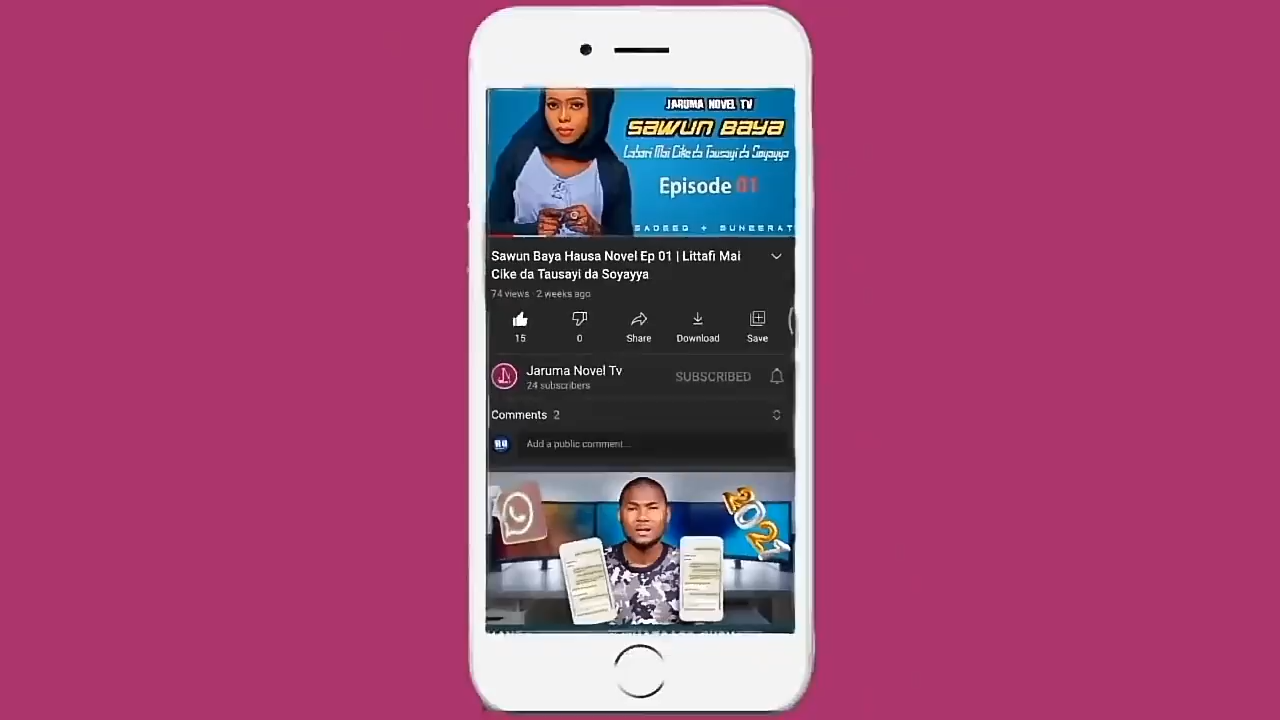 JARUMA NOVEL TV
SAWUN BAYA
Labari Mai Cike da Tausayi da Soyayya
Episode 01
SADEEQ + SUNEERAT
Sawun Baya Hausa Novel Ep 01 | Littafi Mai
Cike da Tausayi da Soyayya
74 views · 2 weeks ago
15
0
Share
Download
Save
Jaruma Novel Tv
24 subscribers
SUBSCRIBED
Comments 2
Add a public comment...
2021